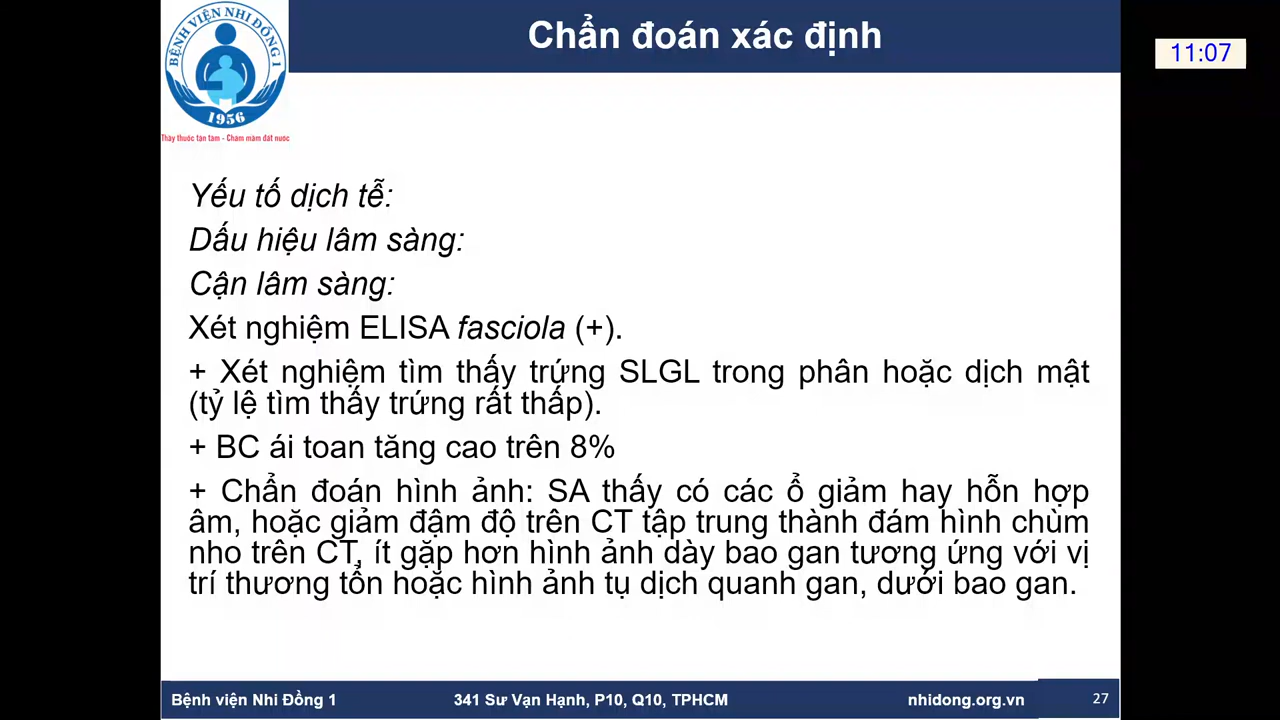 BỆNH VIỆN NHI ĐỒNG 1
1956
Thầy thuốc tận tâm - Chăm mầm đất nước
Chẩn đoán xác định
11:07
Yếu tố dịch tễ:
Dấu hiệu lâm sàng:
Cận lâm sàng:
Xét nghiệm ELISA fasciola (+).
+ Xét nghiệm tìm thấy trứng SLGL trong phân hoặc dịch mật
(tỷ lệ tìm thấy trứng rất thấp).
+ BC ái toan tăng cao trên 8%
+ Chẩn đoán hình ảnh: SA thấy có các ổ giảm hay hỗn hợp
âm, hoặc giảm đậm độ trên CT tập trung thành đám hình chùm
nho trên CT, ít gặp hơn hình ảnh dày bao gan tương ứng với vị
trí thương tổn hoặc hình ảnh tụ dịch quanh gan, dưới bao gan.
Bệnh viện Nhi Đồng 1
341 Sư Vạn Hạnh, P10, Q10, TPHCM
nhidong.org.vn
27